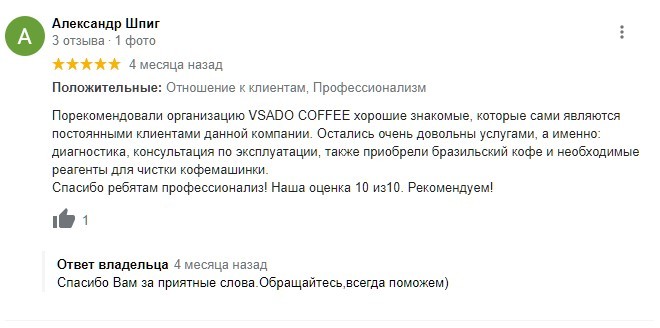 А
Александр Шпиг
3 отзыва · 1 фото
4 месяца назад
Положительные: Отношение к клиентам, Профессионализм
Порекомендовали организацию VSADO COFFEE хорошие знакомые, которые сами являются
постоянными клиентами данной компании. Остались очень довольны услугами, а именно:
диагностика, консультация по эксплуатации, также приобрели бразильский кофе и необходимые
реагенты для чистки кофемашинки.
Спасибо ребятам профессионализ! Наша оценка 10 из10. Рекомендуем!
1
Ответ владельца 4 месяца назад
Спасибо Вам за приятные слова.Обращайтесь,всегда поможем)